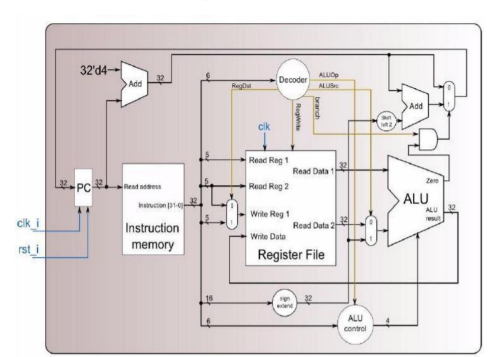 32'd4
Add
32
6
Decoder
ALUOp
RegDst
ALUSrc
RegWrite
branch
shift
left 2
Add
0
1
32
clk
32
PC
32
Read address
Instruction [31-0]
32
Instruction
memory
5
Read Reg 1
Read Data 1
32
5
Read Reg 2
5
0
1
Write Reg 1
Read Data 2
32
0
1
Write Data
Register File
Zero
ALU
ALU
result
32
clk_i
rst_i
16
sign
extend
32
6
ALU
control
4